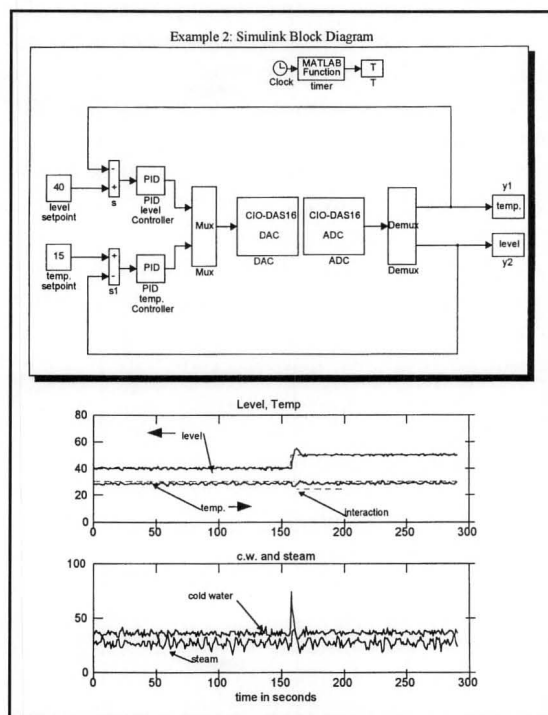 Example 2: Simulink Block Diagram
Clock
MATLAB
Function
timer
T
T
-
+
s
40
level
setpoint
PID
PID
level
Controller
15
temp.
setpoint
+
-
s1
PID
PID
temp.
Controller
Mux
Mux
CIO-DAS16
DAC
DAC
CIO-DAS16
ADC
ADC
Demux
Demux
y1
temp.
level
y2
Level, Temp
80
60
40
20
0
level
temp.
interaction
0 50 100 150 200 250 300
c.w. and steam
100
50
0
cold water
steam
0 50 100 150 200 250 300
time in seconds